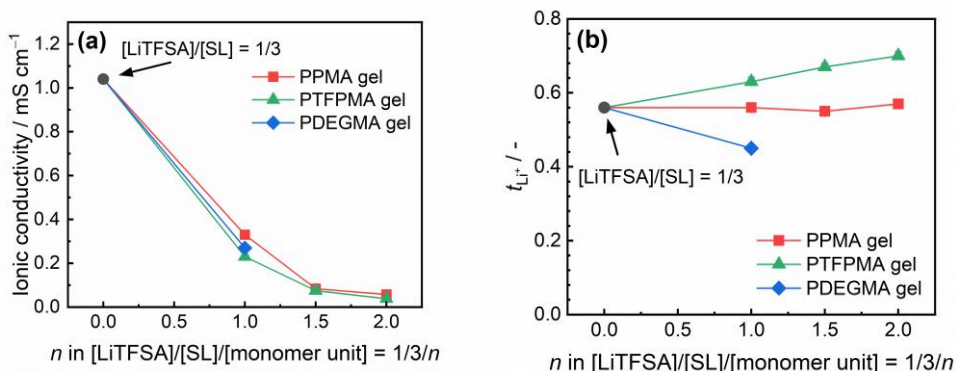 (a)
[LiTFSA]/[SL] = 1/3
PPMA gel
PTFPMA gel
PDEGMA gel
Ionic conductivity / mS cm⁻¹
1.2
1.0
0.8
0.6
0.4
0.2
0.0
0.0 0.5 1.0 1.5 2.0
n in [LiTFSA]/[SL]/[monomer unit] = 1/3/n
(b)
[LiTFSA]/[SL] = 1/3
PPMA gel
PTFPMA gel
PDEGMA gel
t_Li⁺ / -
0.8
0.6
0.4
0.2
0.0
0.0 0.5 1.0 1.5 2.0
n in [LiTFSA]/[SL]/[monomer unit] = 1/3/n